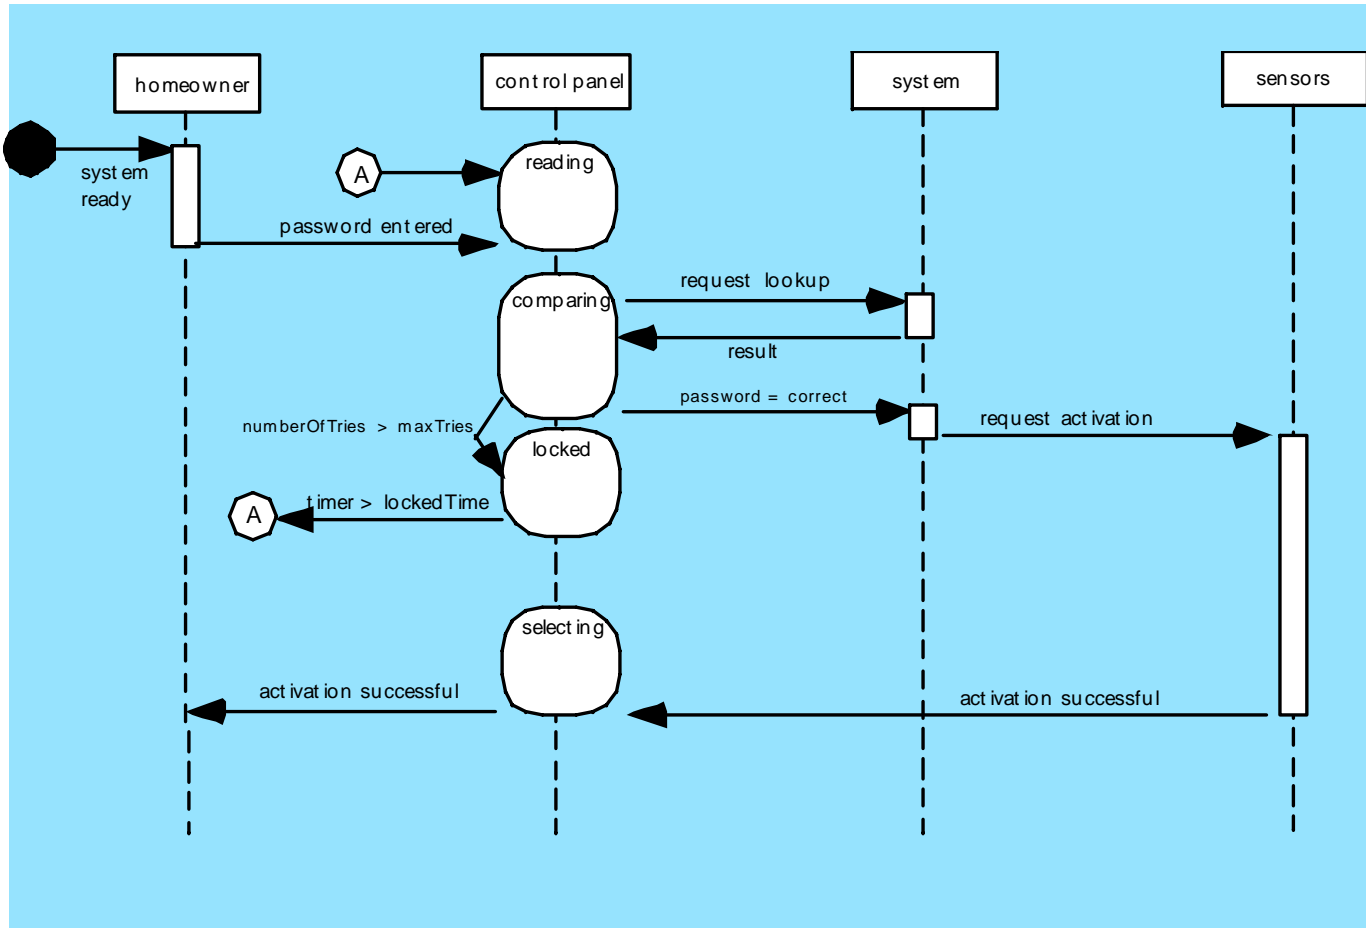 homeowner
control panel
system
sensors
system
ready
A
reading
password entered
comparing
request lookup
result
password = correct
numberOfTries > maxTries
request activation
locked
A
timer > lockedTime
selecting
activation successful
activation successful